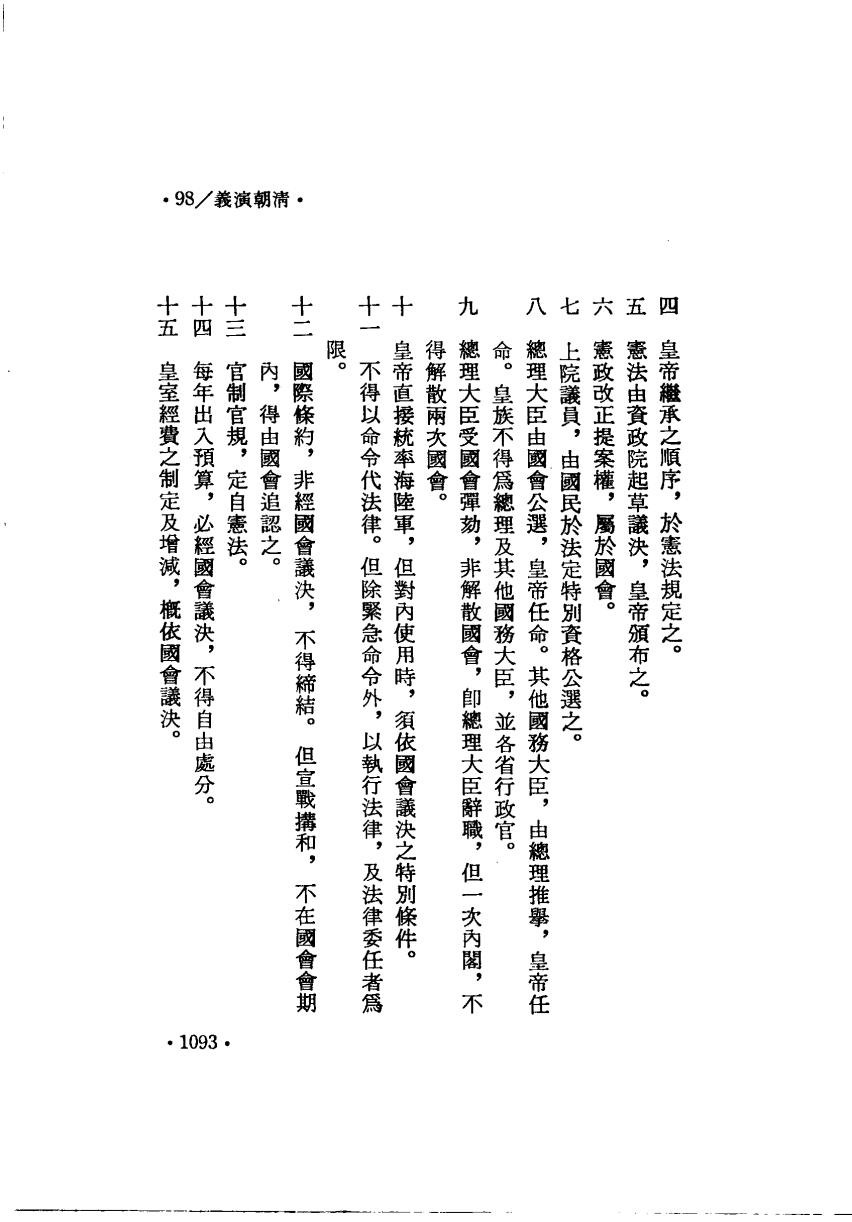 •98/義演朝清•
四　皇帝繼承之順序，於憲法規定之。
五　憲法由資政院起草議決，皇帝頒布之。
六　憲政改正提案權，屬於國會。
七　上院議員，由國民於法定特別資格公選之。
八　總理大臣由國會公選，皇帝任命。其他國務大臣，由總理推舉，皇帝任
命。皇族不得爲總理及其他國務大臣，並各省行政官。
九　總理大臣受國會彈劾，非解散國會，卽總理大臣辭職，但一次內閣，不
得解散兩次國會。
十　皇帝直接統率海陸軍，但對內使用時，須依國會議決之特別條件。
十一　不得以命令代法律。但除緊急命令外，以執行法律，及法律委任者爲
限。
十二　國際條約，非經國會議決，不得締結。但宣戰搆和，不在國會會期
內，得由國會追認之。
十三　官制官規，定自憲法。
十四　每年出入預算，必經國會議決，不得自由處分。
十五　皇室經費之制定及增減，概依國會議決。
•1093•